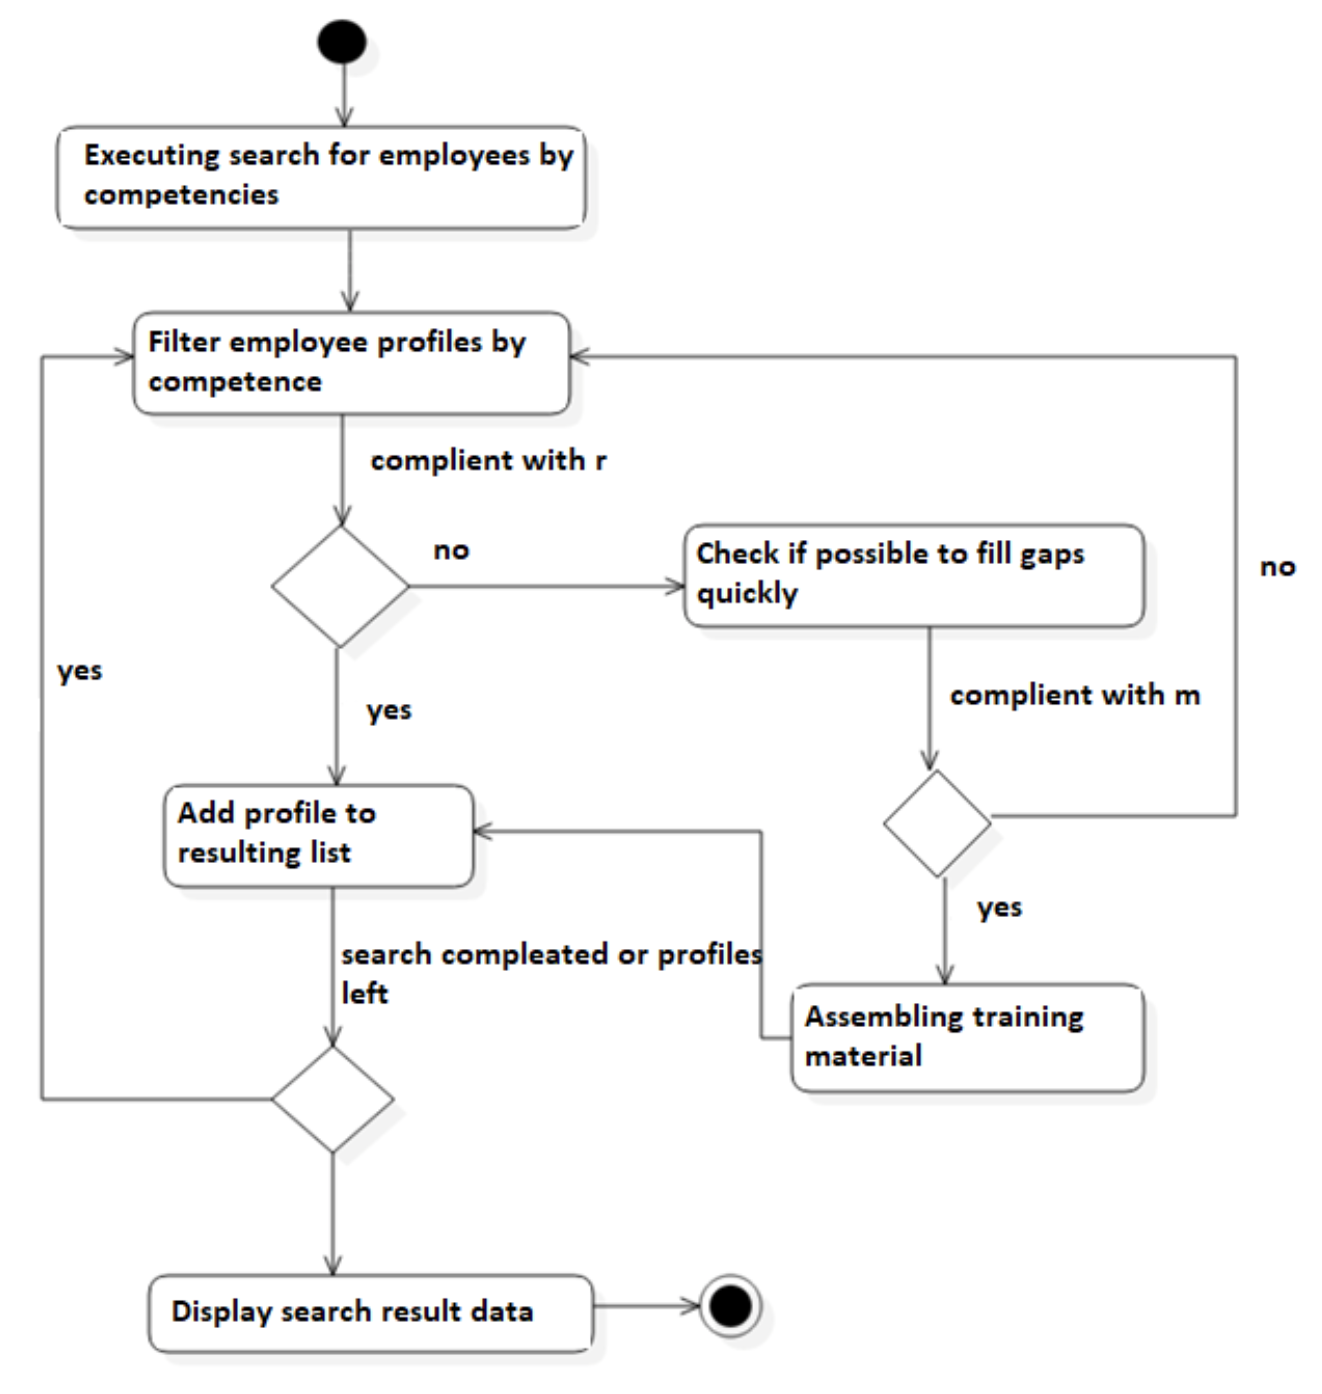 Executing search for employees by
competencies
Filter employee profiles by
competence
complient with r
no
Check if possible to fill gaps
quickly
no
yes
complient with m
yes
Add profile to
resulting list
yes
search compleated or profiles
left
Assembling training
material
Display search result data